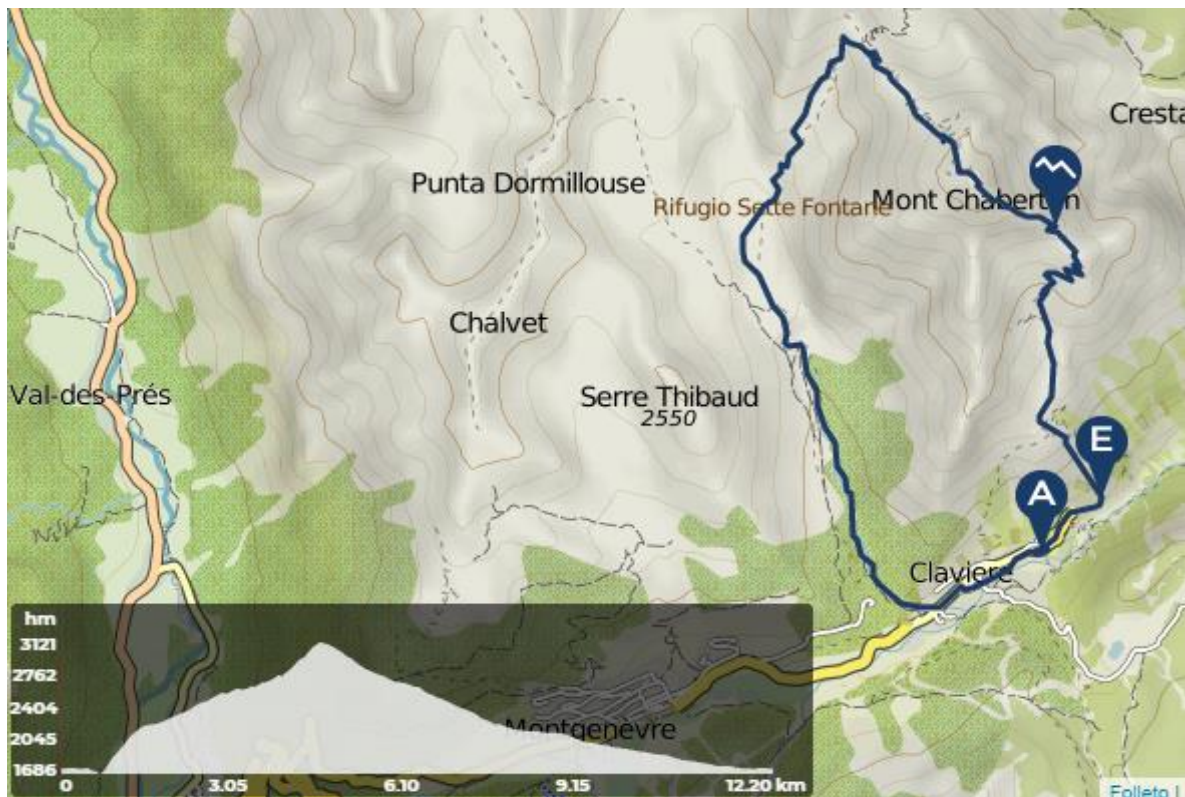 Cresta
Punta Dormillouse
Rifugio Sette Fontane
Mont Chaberton
Chalvet
Val-des-Prés
Serre Thibaud
2550
E
A
Claviere
hm
3121
2762
2404
2045
1686
Montgenèvre
0
3.05
6.10
9.15
12.20 km
Folleto L